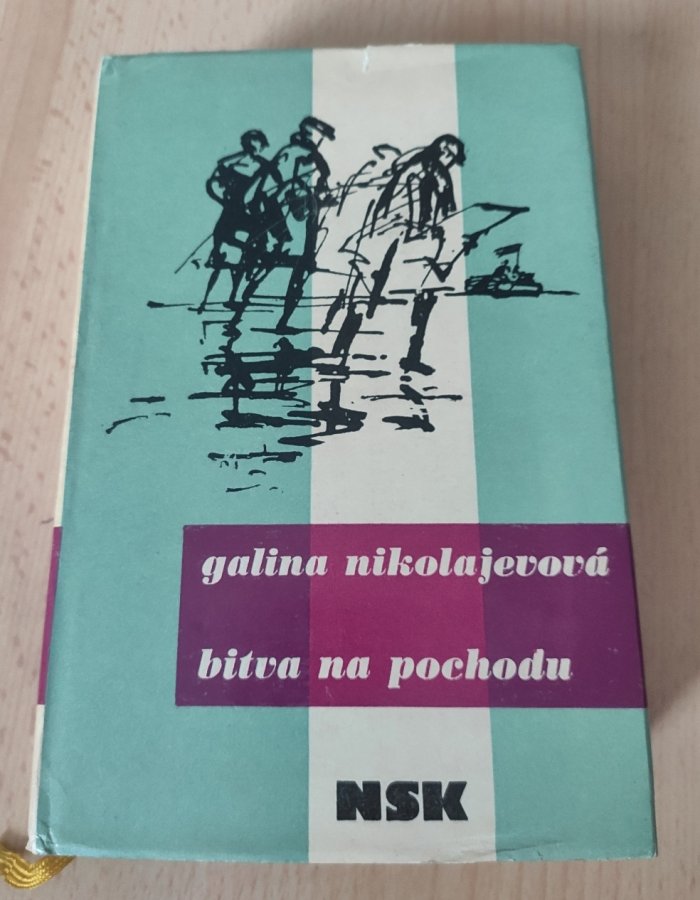 galina nikolajevová
bitva na pochodu
NSK